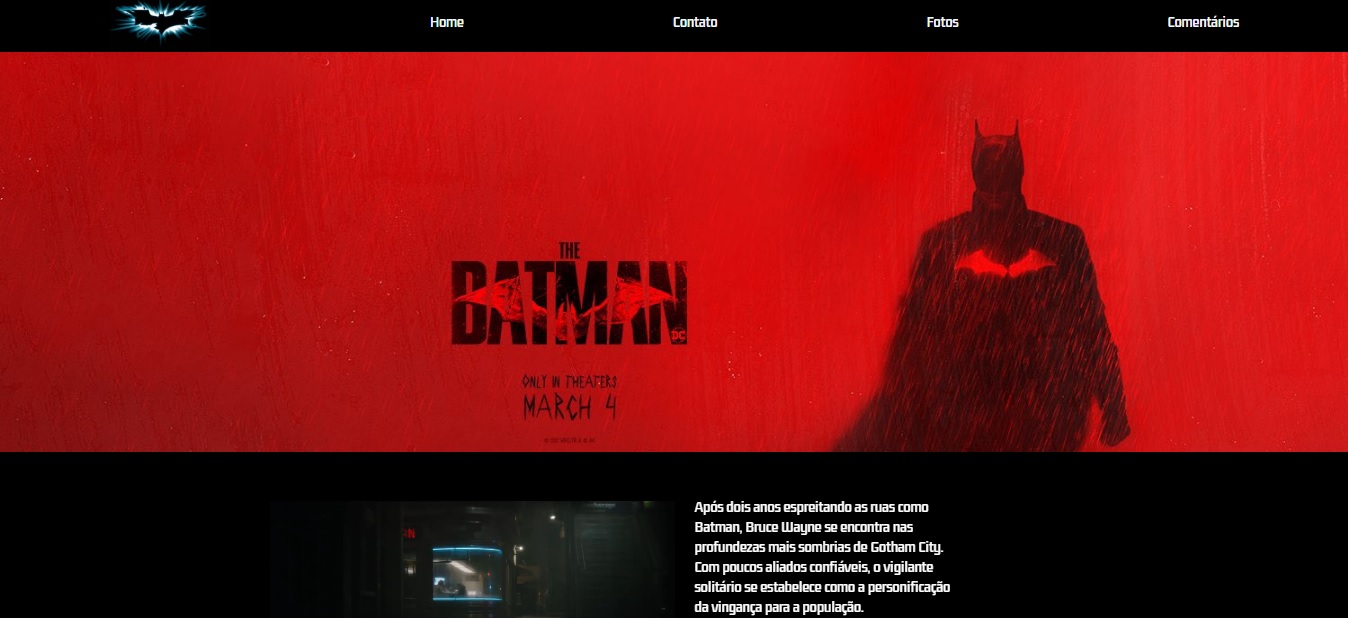 Home
Contato
Fotos
Comentários
THE
BATMAN
DC
ONLY IN THEATERS
MARCH 4
Após dois anos espreitando as ruas como
Batman, Bruce Wayne se encontra nas
profundezas mais sombrias de Gotham City.
Com poucos aliados confiáveis, o vigilante
solitário se estabelece como a personificação
da vingança para a população.